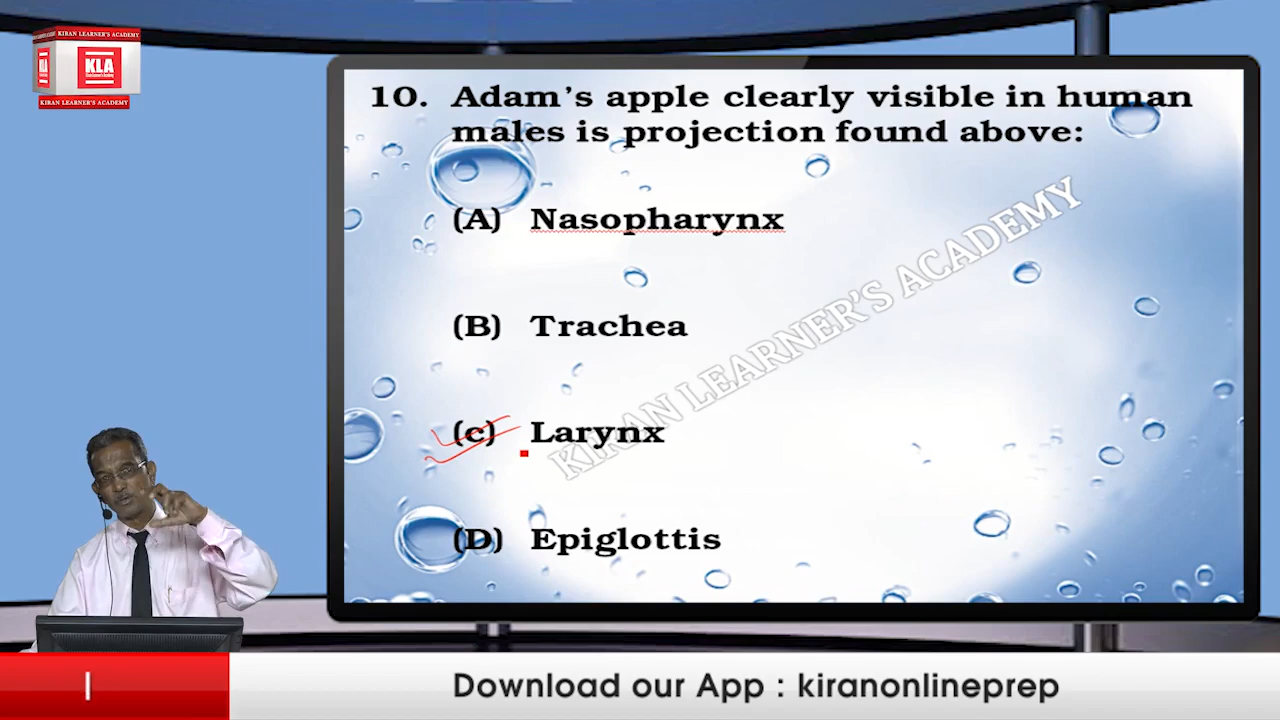 KIRAN LEARNER'S ACADEMY
KLA
KIRAN LEARNER'S ACADEMY
10. Adam's apple clearly visible in human
males is projection found above:
(A) Nasopharynx
(B) Trachea
(c) Larynx
(D) Epiglottis
KIRAN LEARNER'S ACADEMY
Download our App : kiranonlineprep